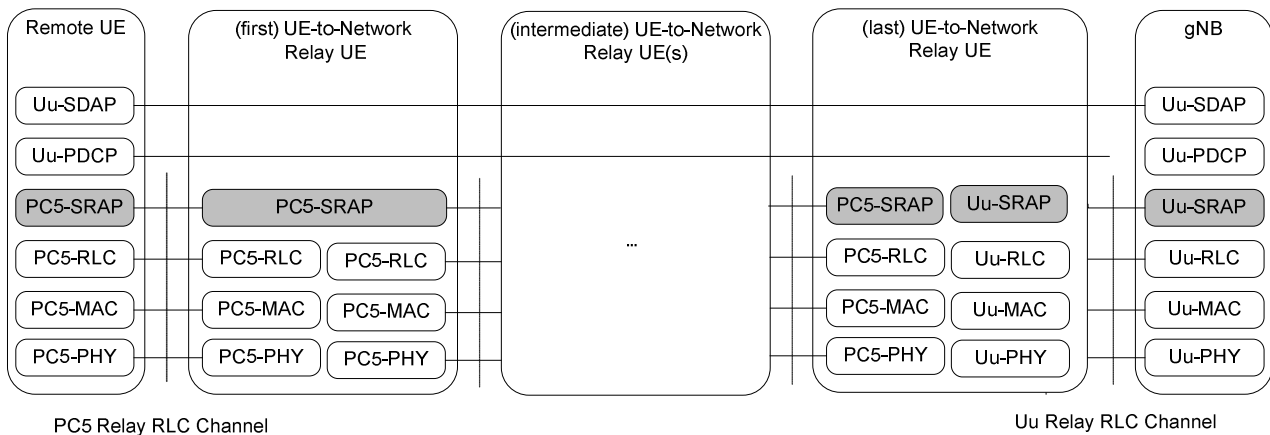 Remote UE
(first) UE-to-Network
Relay UE
(intermediate) UE-to-Network
Relay UE(s)
(last) UE-to-Network
Relay UE
gNB
Uu-SDAP
Uu-SDAP
Uu-PDCP
Uu-PDCP
PC5-SRAP
PC5-SRAP
PC5-SRAP
Uu-SRAP
Uu-SRAP
PC5-RLC
PC5-RLC
PC5-RLC
...
PC5-RLC
Uu-RLC
Uu-RLC
PC5-MAC
PC5-MAC
PC5-MAC
PC5-MAC
Uu-MAC
Uu-MAC
PC5-PHY
PC5-PHY
PC5-PHY
PC5-PHY
Uu-PHY
Uu-PHY
PC5 Relay RLC Channel
Uu Relay RLC Channel